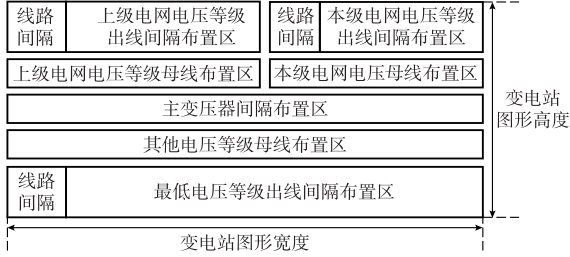 线路
间隔
上级电网电压等级
出线间隔布置区
线路
间隔
本级电网电压等级
出线间隔布置区
上级电网电压等级母线布置区
本级电网电压母线布置区
主变压器间隔布置区
其他电压等级母线布置区
线路
间隔
最低电压等级出线间隔布置区
变电站
图形高度
变电站图形宽度